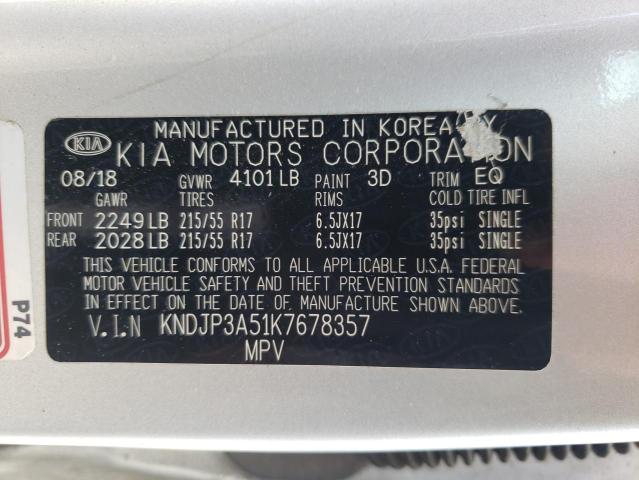 MANUFACTURED IN KOREA BY
KIA KIA MOTORS CORPORATION
08/18 GVWR 4101 LB PAINT 3D TRIM EQ
GAWR TIRES RIMS COLD TIRE INFL
FRONT 2249 LB 215/55 R17 6.5JX17 35psi SINGLE
REAR 2028 LB 215/55 R17 6.5JX17 35psi SINGLE
THIS VEHICLE CONFORMS TO ALL APPLICABLE U.S.A. FEDERAL
MOTOR VEHICLE SAFETY AND THEFT PREVENTION STANDARDS
IN EFFECT ON THE DATE OF MANUFACTURE SHOWN ABOVE.
V.I.N KNDJP3A51K7678357
MPV
P74